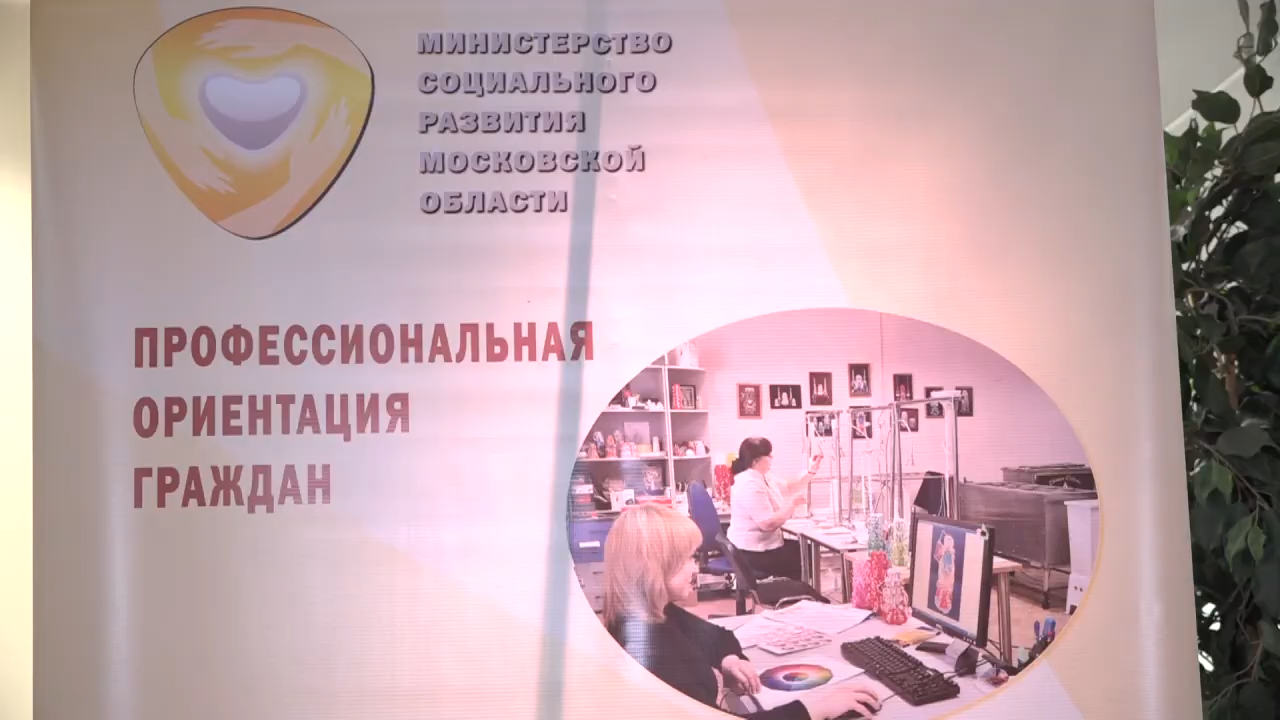 МИНИСТЕРСТВО
СОЦИАЛЬНОГО
РАЗВИТИЯ
МОСКОВСКОЙ
ОБЛАСТИ
ПРОФЕССИОНАЛЬНАЯ
ОРИЕНТАЦИЯ
ГРАЖДАН